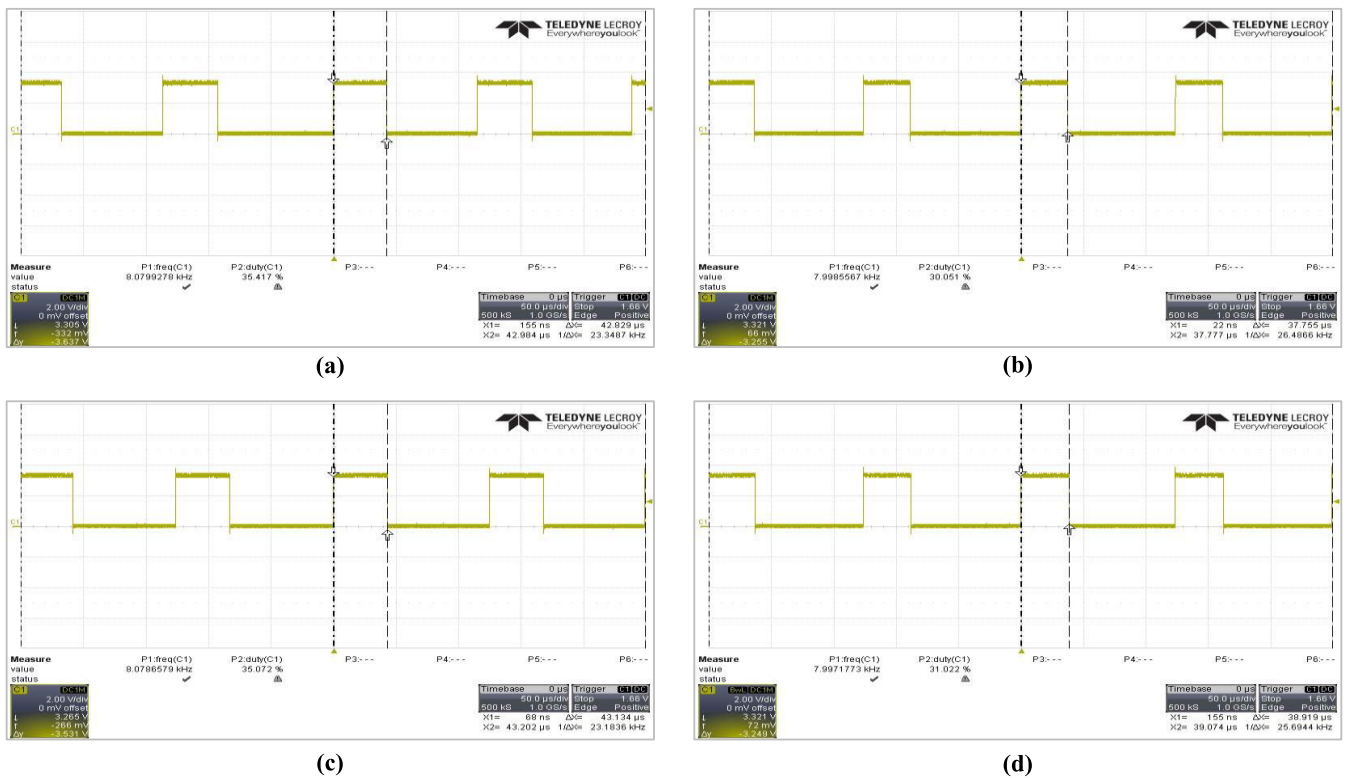 TELEDYNE LECROY
Everywhereyoulook™
C1
Measure P1:freq(C1) P2:duty(C1) P3:--- P4:--- P5:--- P6:---
value 8.0799278 kHz 35.417 %
status
C1 DC1M
2.00 V/div
0 mV offset
3.305 V
-332 mV
Δy -3.637 V
Timebase 0 µs Trigger C1 DC
50.0 µs/div Stop 1.66 V
500 kS 1.0 GS/s Edge Positive
X1= 155 ns ΔX= 42.829 µs
X2= 42.984 µs 1/ΔX= 23.3487 kHz
(a)
TELEDYNE LECROY
Everywhereyoulook™
C1
Measure P1:freq(C1) P2:duty(C1) P3:--- P4:--- P5:--- P6:---
value 7.9985567 kHz 30.051 %
status
C1 DC1M
2.00 V/div
0 mV offset
3.321 V
66 mV
Δy -3.255 V
Timebase 0 µs Trigger C1 DC
50.0 µs/div Stop 1.66 V
500 kS 1.0 GS/s Edge Positive
X1= 22 ns ΔX= 37.755 µs
X2= 37.777 µs 1/ΔX= 26.4866 kHz
(b)
TELEDYNE LECROY
Everywhereyoulook™
C1
Measure P1:freq(C1) P2:duty(C1) P3:--- P4:--- P5:--- P6:---
value 8.0786579 kHz 35.072 %
status
C1 DC1M
2.00 V/div
0 mV offset
3.265 V
-266 mV
Δy -3.531 V
Timebase 0 µs Trigger C1 DC
50.0 µs/div Stop 1.66 V
500 kS 1.0 GS/s Edge Positive
X1= 68 ns ΔX= 43.134 µs
X2= 43.202 µs 1/ΔX= 23.1836 kHz
(c)
TELEDYNE LECROY
Everywhereyoulook™
C1
Measure P1:freq(C1) P2:duty(C1) P3:--- P4:--- P5:--- P6:---
value 7.9971773 kHz 31.022 %
status
C1 BwL DC1M
2.00 V/div
0 mV offset
3.321 V
72 mV
Δy -3.249 V
Timebase 0 µs Trigger C1 DC
50.0 µs/div Stop 1.66 V
500 kS 1.0 GS/s Edge Positive
X1= 155 ns ΔX= 38.919 µs
X2= 39.074 µs 1/ΔX= 25.6944 kHz
(d)